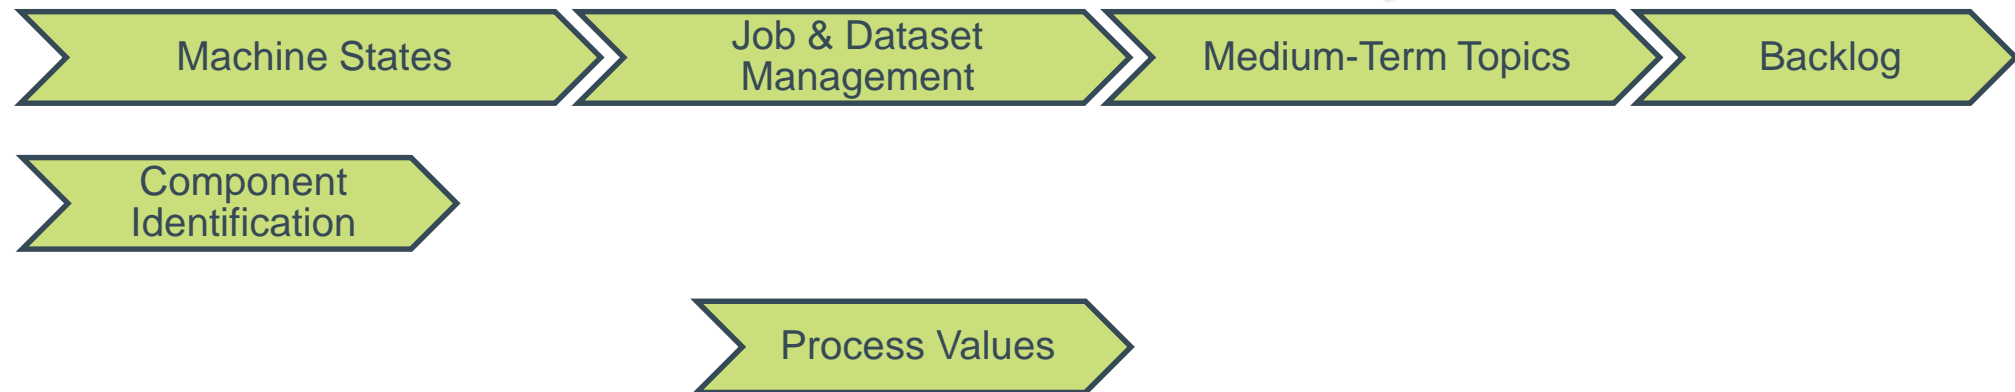 Machine States
Job & Dataset
Management
Medium-Term Topics
Backlog
Component
Identification
Process Values